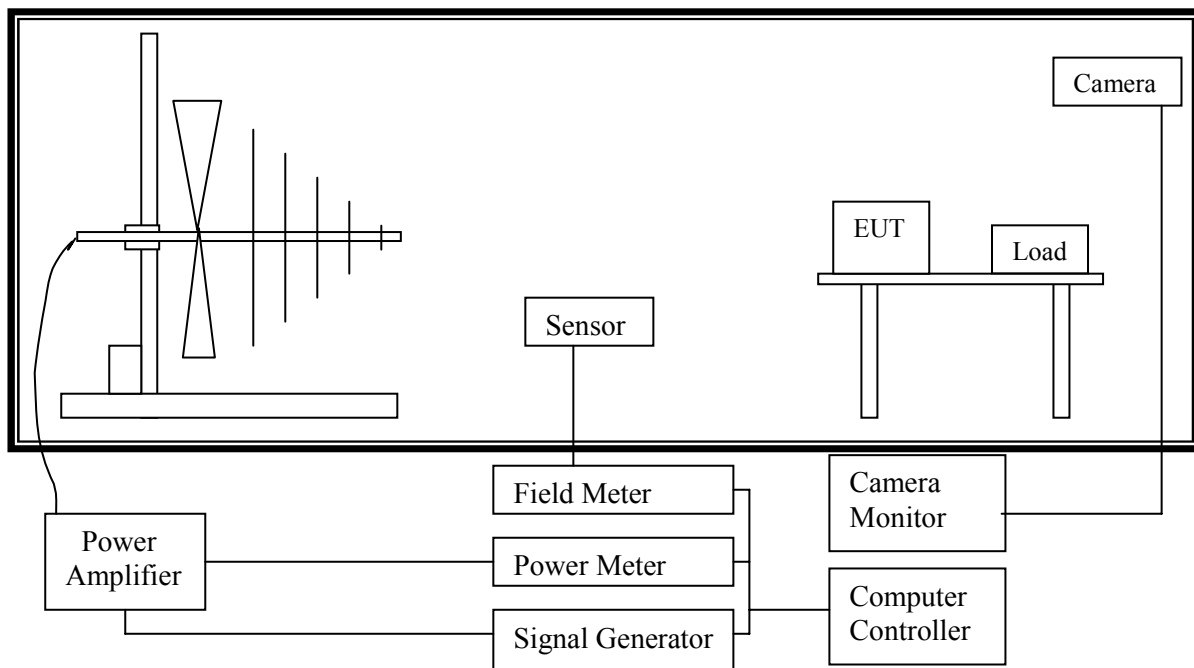 Camera
EUT
Load
Sensor
Field Meter
Camera
Monitor
Power
Amplifier
Power Meter
Computer
Controller
Signal Generator